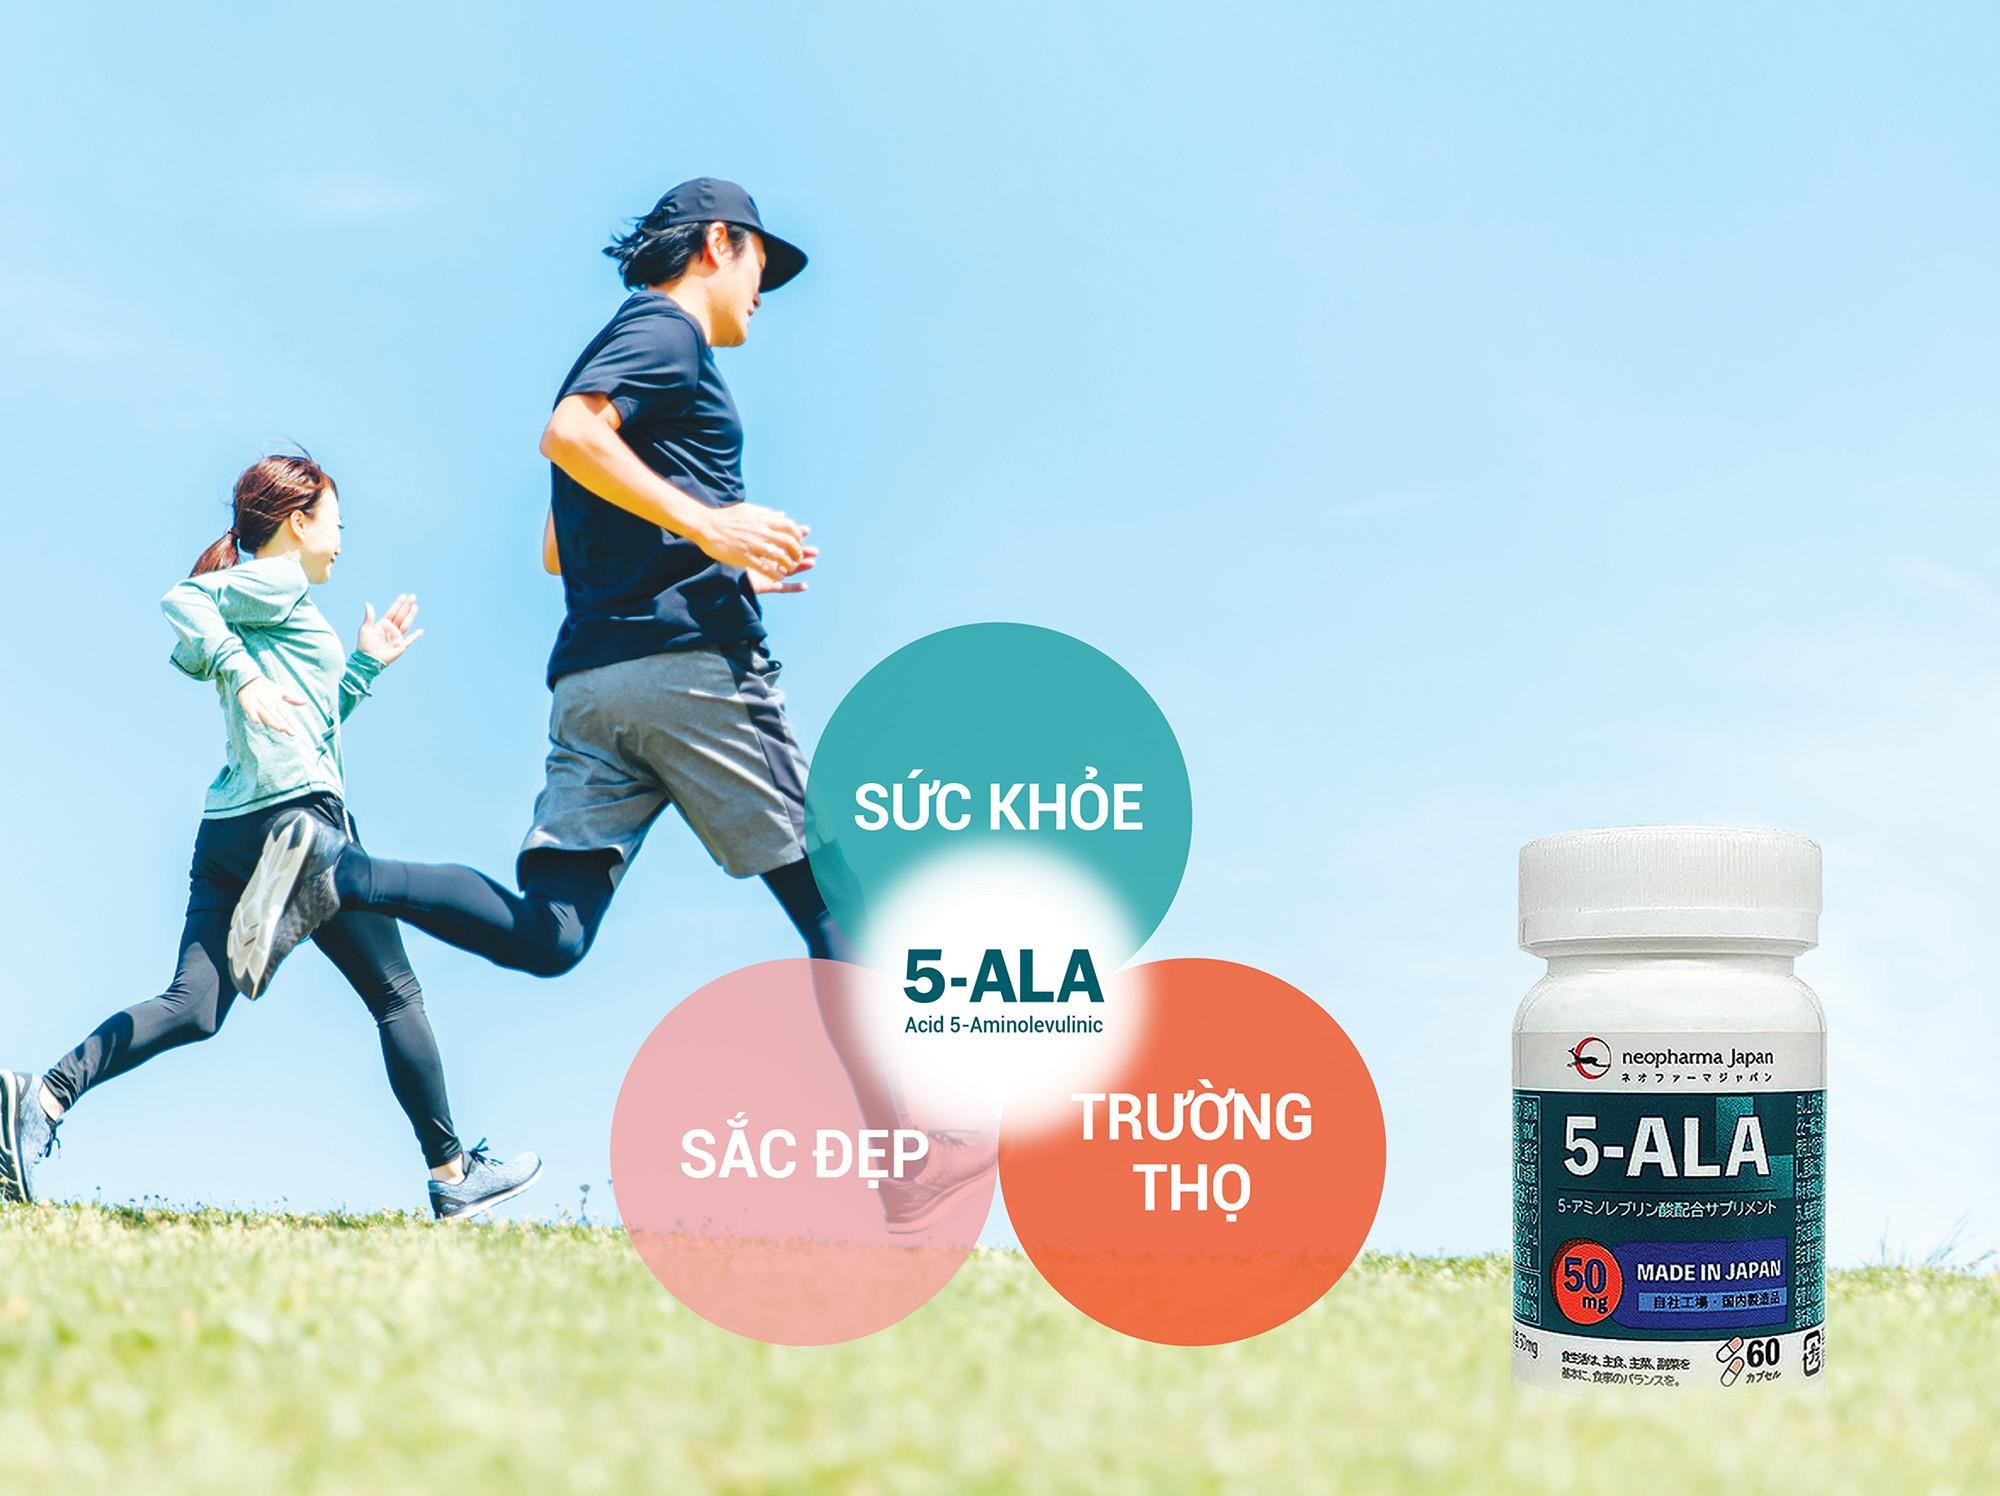 SỨC KHỎE
5-ALA
Acid 5-Aminolevulinic
SẮC ĐẸP
TRƯỜNG
THỌ
neopharma Japan
ネオファーマジャパン
5-ALA
5-アミノレブリン酸配合サプリメント
50
mg
MADE IN JAPAN
自社工場・国内製造品
50mg
食生活は、主食、主菜、副菜を
基本に、食事のバランスを。
60
カプセル